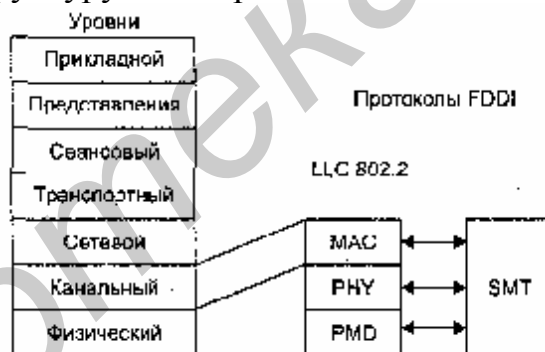 Уровни
Прикладной
Представления
Сеансовый
Транспортный
Сетевой
Канальный
Физический
Протоколы FDDI
LLC 802.2
MAC
PHY
PMD
SMT